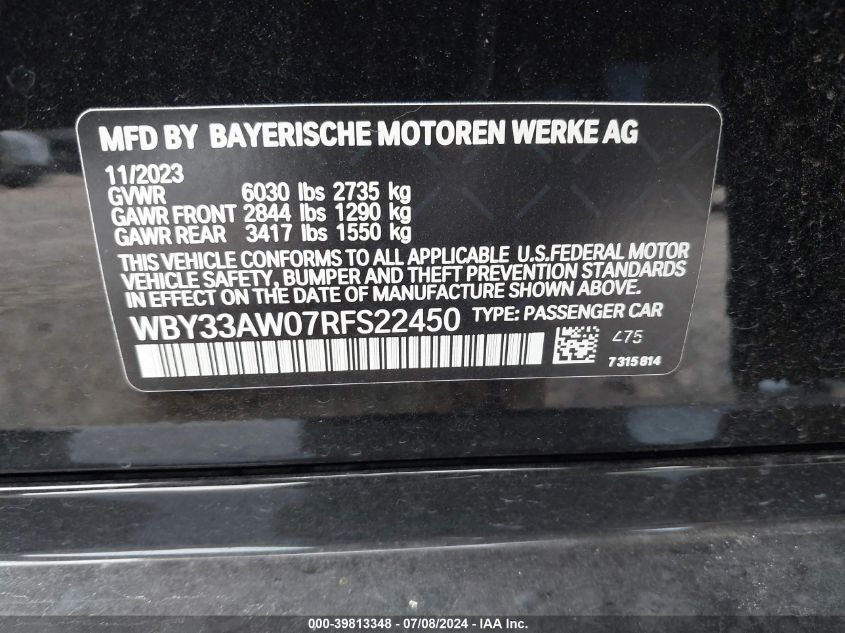 MFD BY BAYERISCHE MOTOREN WERKE AG
11/2023
GVWR 6030 lbs 2735 kg
GAWR FRONT 2844 lbs 1290 kg
GAWR REAR 3417 lbs 1550 kg
THIS VEHICLE CONFORMS TO ALL APPLICABLE U.S.FEDERAL MOTOR
VEHICLE SAFETY, BUMPER AND THEFT PREVENTION STANDARDS
IN EFFECT ON THE DATE OF MANUFACTURE SHOWN ABOVE.
WBY33AW07RFS22450 TYPE: PASSENGER CAR
475
7315814
000-39813348 - 07/08/2024 - IAA Inc.